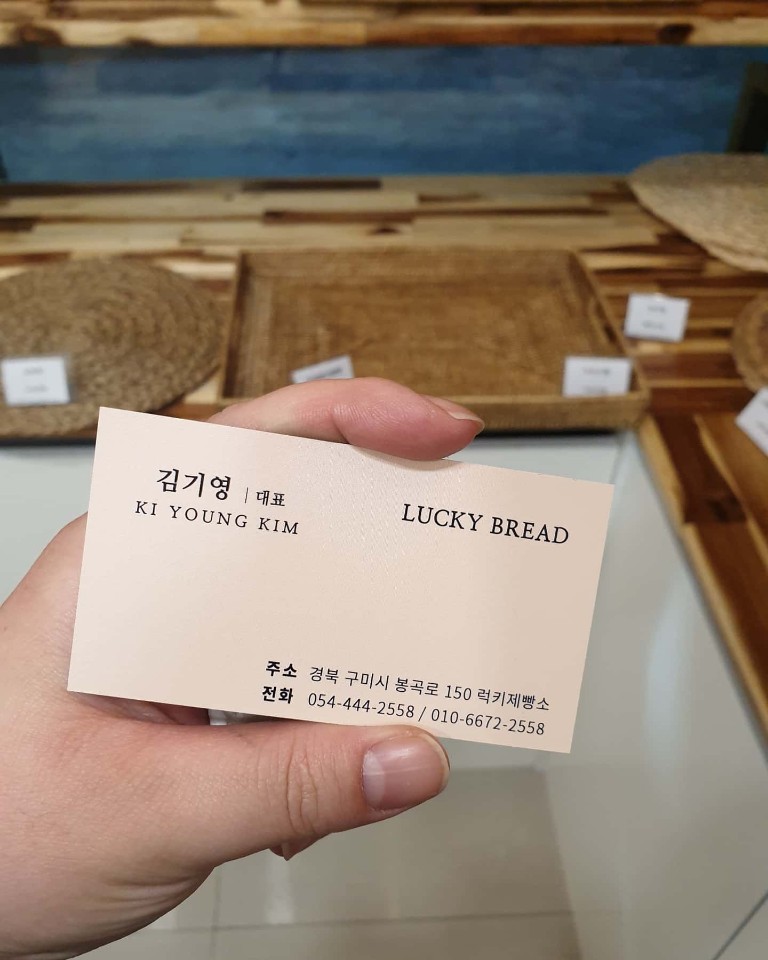 김기영 | 대표
KI YOUNG KIM
LUCKY BREAD
주소 경북 구미시 봉곡로 150 럭키제빵소
전화 054-444-2558 / 010-6672-2558